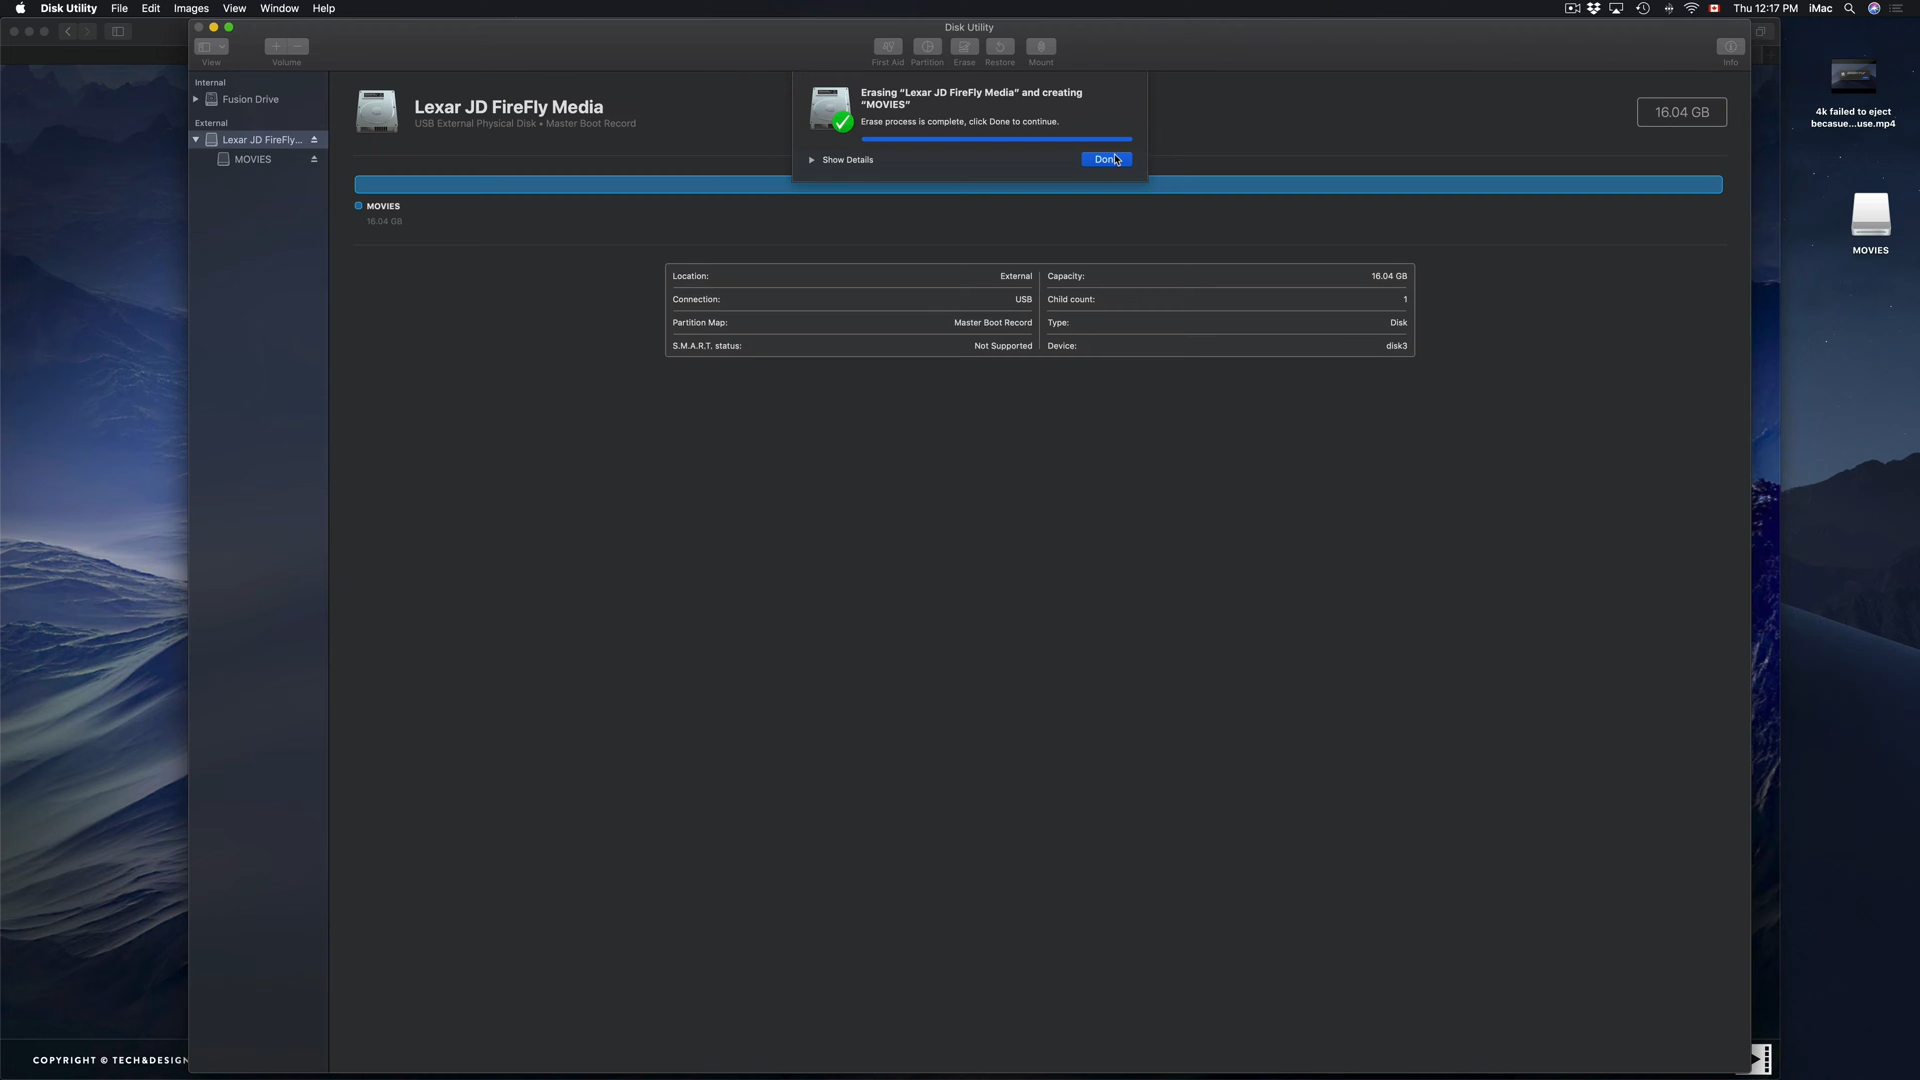 Disk Utility File Edit Images View Window Help Thu 12:17 PM iMac
Disk Utility
View Volume First Aid Partition Erase Restore Mount Info
Internal
Fusion Drive
External
Lexar JD FireFly...
MOVIES
Lexar JD FireFly Media
USB External Physical Disk • Master Boot Record
16.04 GB
Erasing “Lexar JD FireFly Media” and creating
“MOVIES”
Erase process is complete, click Done to continue.
Show Details
Done
MOVIES
16.04 GB
Location: External
Connection: USB
Partition Map: Master Boot Record
S.M.A.R.T. status: Not Supported
Capacity: 16.04 GB
Child count: 1
Type: Disk
Device: disk3
4k failed to eject
becasue...use.mp4
MOVIES
COPYRIGHT © TECH&DESIGN